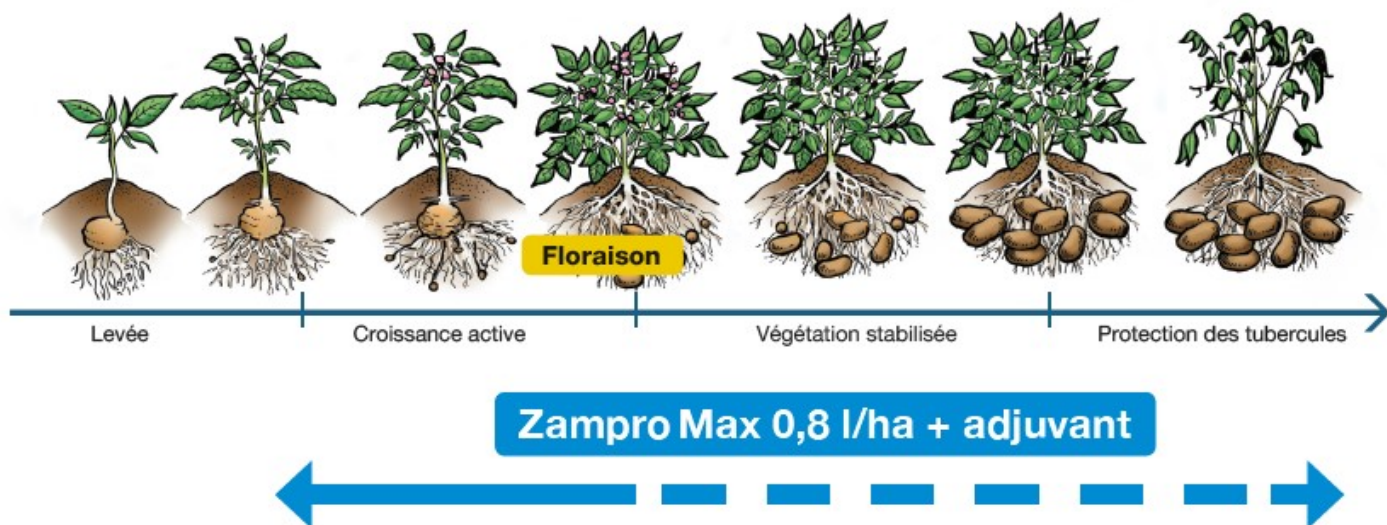 Floraison
Levée
Croissance active
Végétation stabilisée
Protection des tubercules
Zampro Max 0,8 l/ha + adjuvant